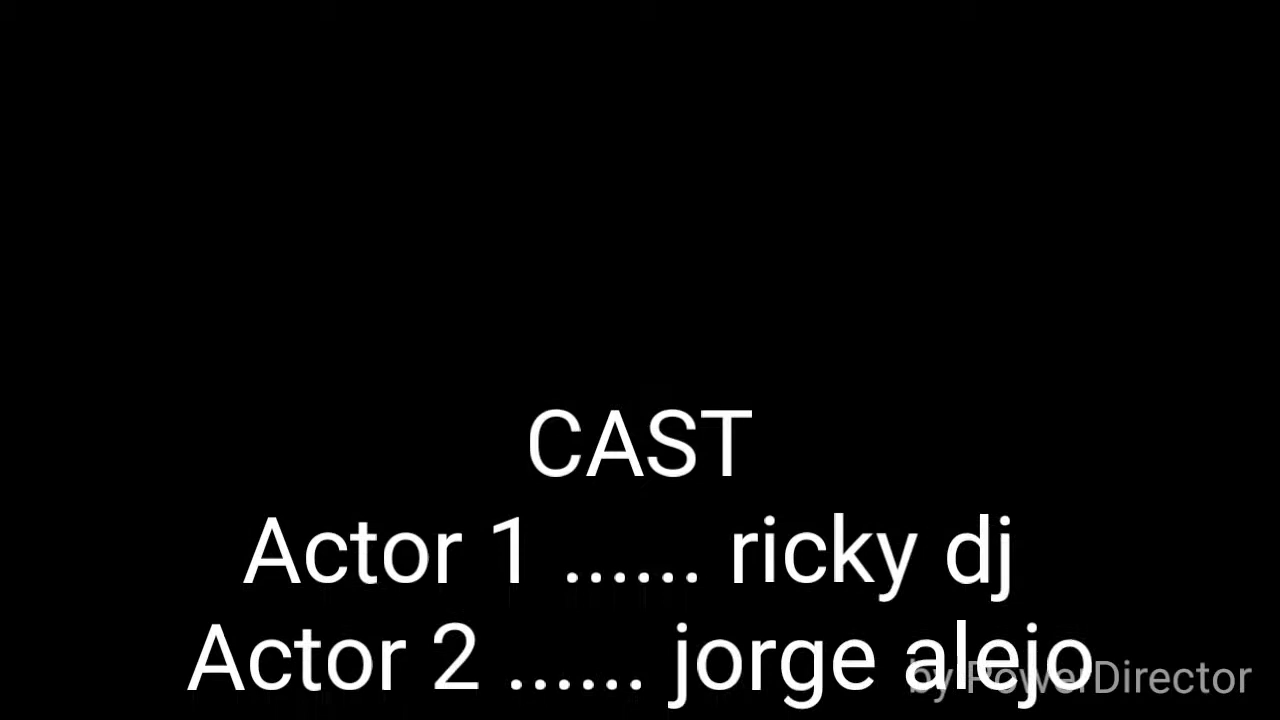 CAST
Actor 1 ...... ricky dj
Actor 2 ...... jorge alejo
by PowerDirector